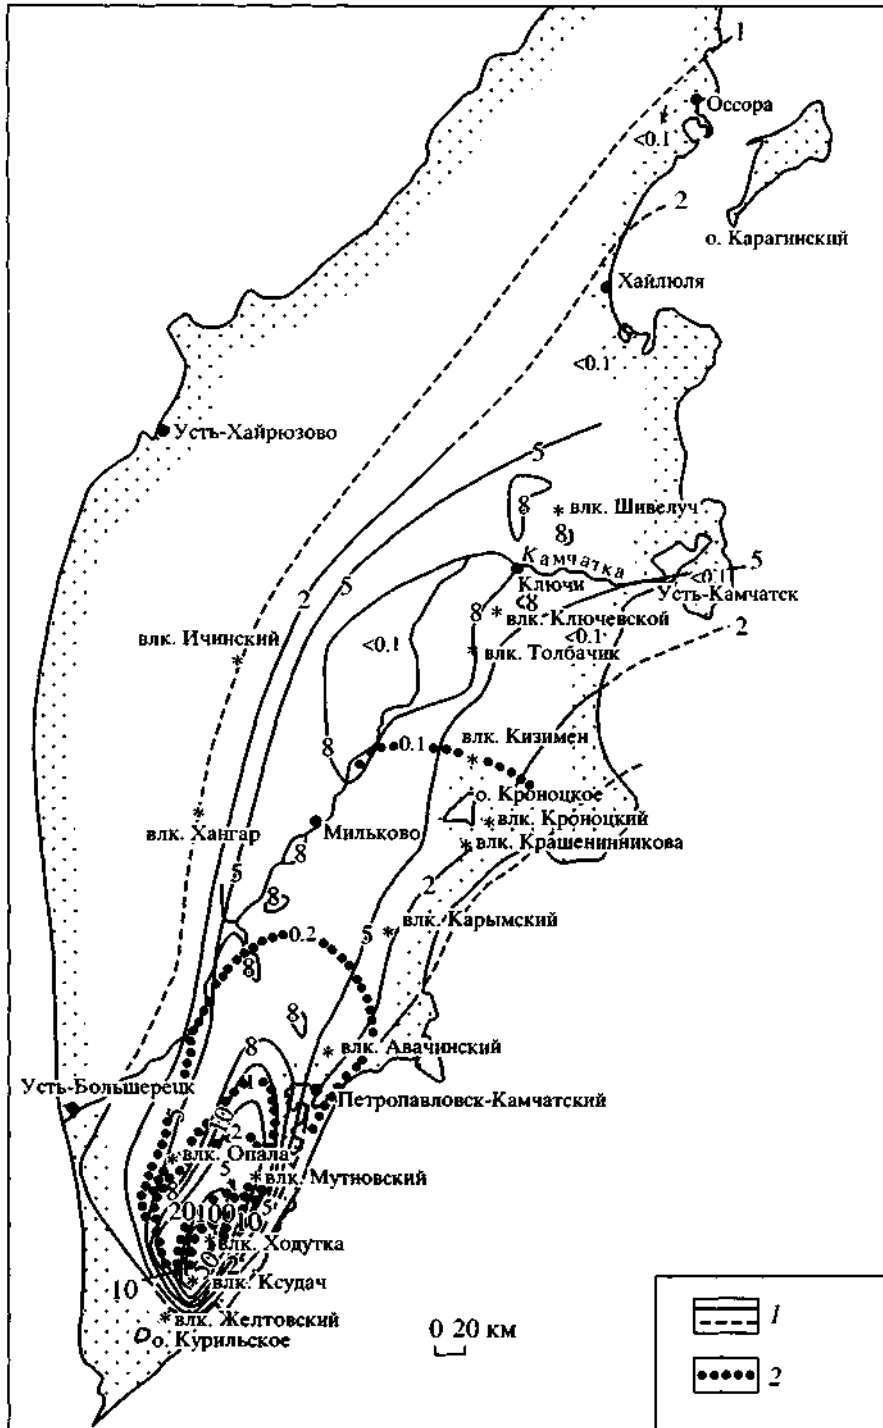 1
Оссора
<0.1
2
о. Карагинский
Хайлюля
<0.1
Усть-Хайрюзово
5
8
влк. Шивелуч
8
Камчатка
Ключи
5
<0.1
Усть-Камчатск
2
5
8
8
влк. Ключевской
<0.1
2
влк. Ичинский
<0.1
влк. Толбачик
8
0.1
влк. Кизимен
о. Кроноцкое
влк. Хангар
Мильково
влк. Кроноцкий
влк. Крашенинникова
8
5
2
8
5
влк. Карымский
0.2
8
8
8
влк. Авачинский
Усть-Большерецк
1
Петропавловск-Камчатский
5
10
2
влк. Опала
5
влк. Мутновский
8
20
100
10
5
влк. Ходутка
50
2
10
влк. Ксудач
влк. Желтовский
о. Курильское
0 20 км
1
2